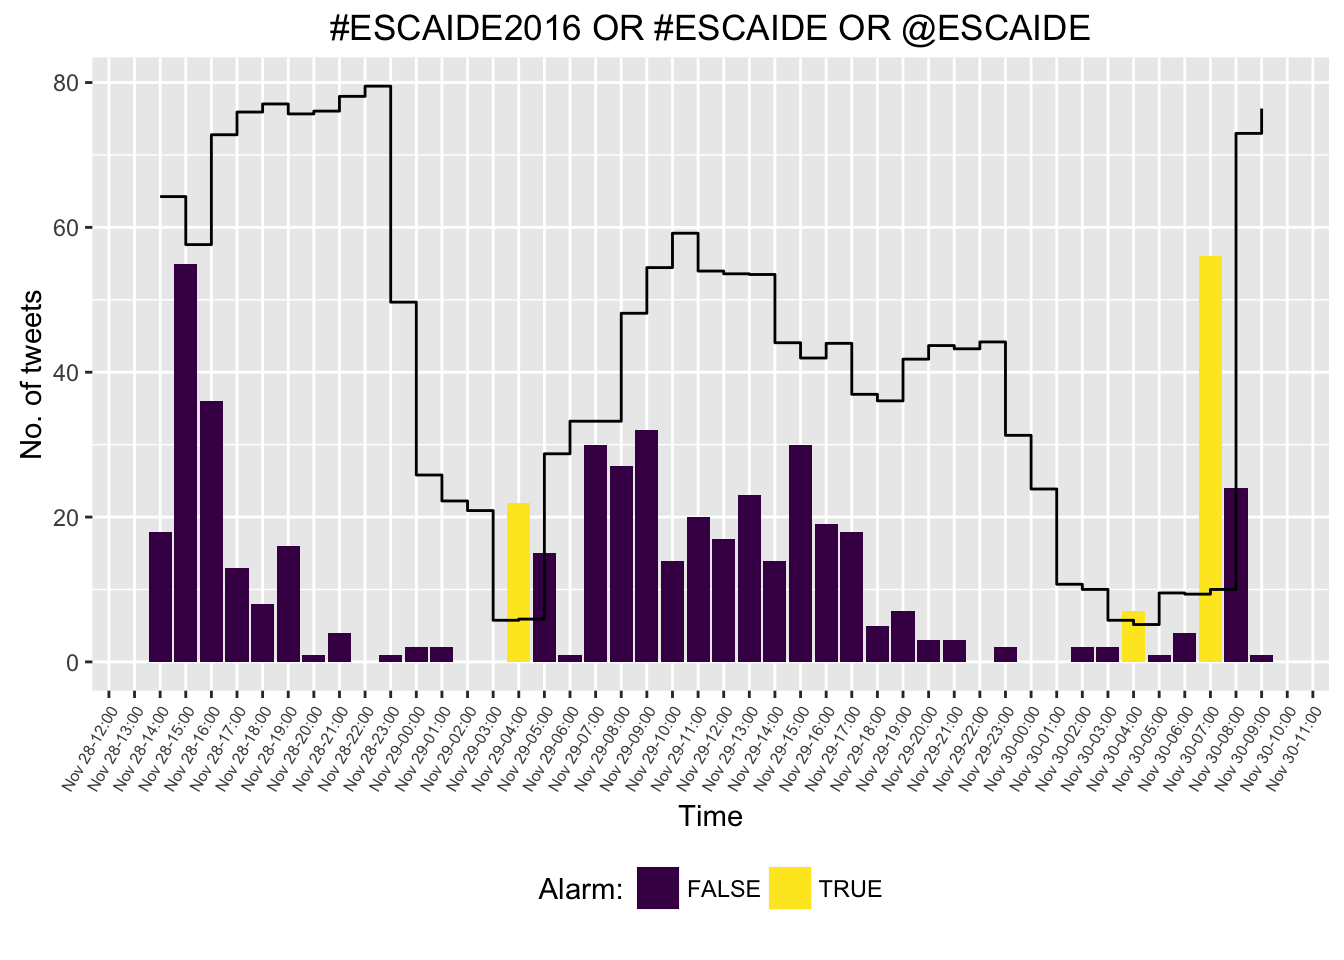 #ESCAIDE2016 OR #ESCAIDE OR @ESCAIDE
No. of tweets
80
60
40
20
0
Nov 28-12:00
Nov 28-13:00
Nov 28-14:00
Nov 28-15:00
Nov 28-16:00
Nov 28-17:00
Nov 28-18:00
Nov 28-19:00
Nov 28-20:00
Nov 28-21:00
Nov 28-22:00
Nov 28-23:00
Nov 29-00:00
Nov 29-01:00
Nov 29-02:00
Nov 29-03:00
Nov 29-04:00
Nov 29-05:00
Nov 29-06:00
Nov 29-07:00
Nov 29-08:00
Nov 29-09:00
Nov 29-10:00
Nov 29-11:00
Nov 29-12:00
Nov 29-13:00
Nov 29-14:00
Nov 29-15:00
Nov 29-16:00
Nov 29-17:00
Nov 29-18:00
Nov 29-19:00
Nov 29-20:00
Nov 29-21:00
Nov 29-22:00
Nov 29-23:00
Nov 30-00:00
Nov 30-01:00
Nov 30-02:00
Nov 30-03:00
Nov 30-04:00
Nov 30-05:00
Nov 30-06:00
Nov 30-07:00
Nov 30-08:00
Nov 30-09:00
Nov 30-10:00
Nov 30-11:00
Time
Alarm: FALSE TRUE